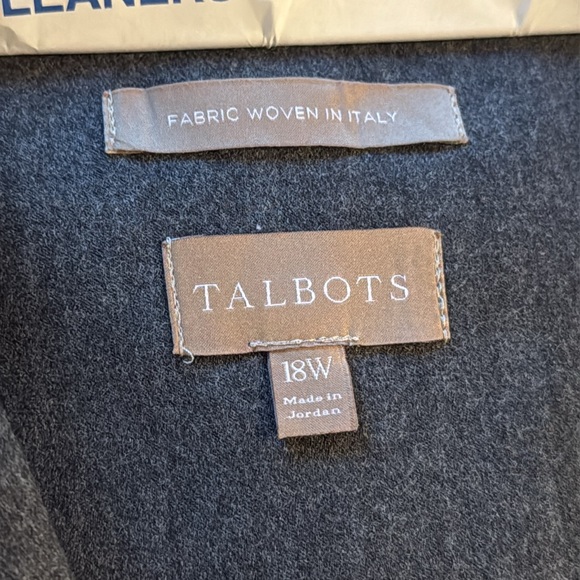 FABRIC WOVEN IN ITALY
TALBOTS
18W
Made in
Jordan